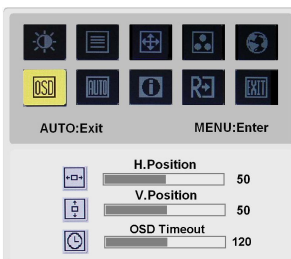 OSD AUTO i R EXIT
AUTO:Exit MENU:Enter
H.Position
50
V.Position
50
OSD Timeout
120